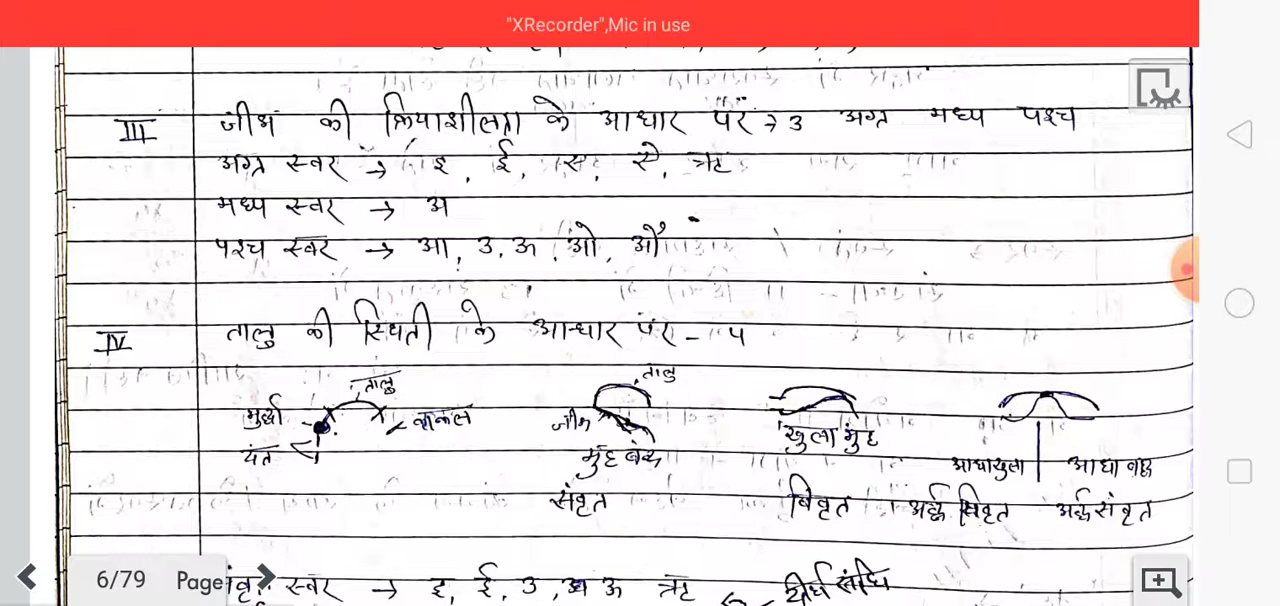 "XRecorder",Mic in use
III जीभ की क्रियाशीलता के आधार पर → 3 अग्र मध्य पश्च
अग्र स्वर → इ, ई, ए, ऐ, ऋ
मध्य स्वर → अ
पश्च स्वर → आ, उ, ऊ, ओ, औ
IV तालु की स्थिती के आधार पर - 4
तालु तालु
मुर्द्धा जीभ खुला मुंह
दंत मुंह बंद आधाखुला आधा बंद
संवृत विवृत अर्द्ध विवृत अर्द्धसंवृत
6/79 Page स्वर → इ, ई, उ, ऊ ऋ दीर्घ संधि